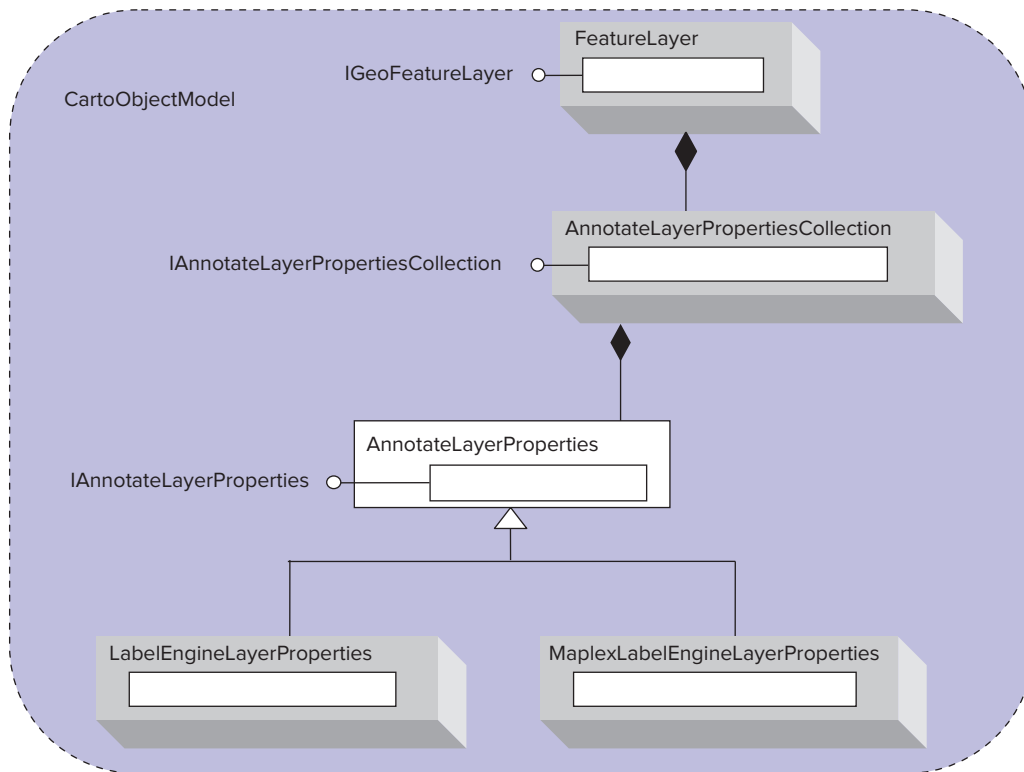 FeatureLayer
IGeoFeatureLayer
CartoObjectModel
AnnotateLayerPropertiesCollection
IAnnotateLayerPropertiesCollection
AnnotateLayerProperties
IAnnotateLayerProperties
LabelEngineLayerProperties
MaplexLabelEngineLayerProperties